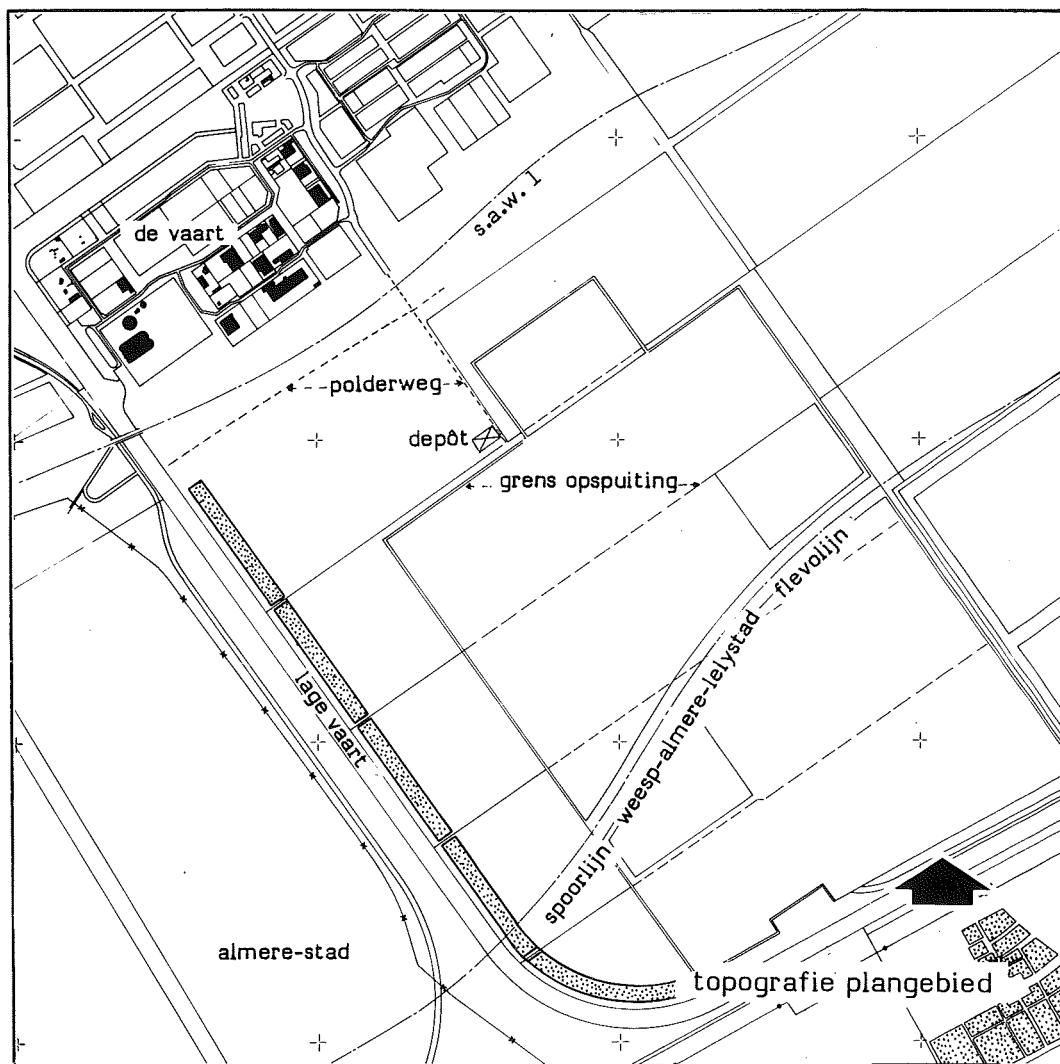 s.a.w. 1
de vaart
polderweg
depôt
grens opspuiting
lage vaart
spoorlijn weesp-almere-lelystad flevolijn
almere-stad
topografie plangebied